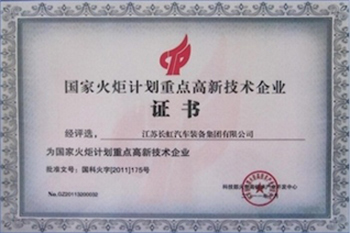 国家火炬计划重点高新技术企业
证书
经评选： 江苏长虹汽车装备集团有限公司
为国家火炬计划重点高新技术企业
批准文号：国科火字[2011]175号
No.GZ20113200032